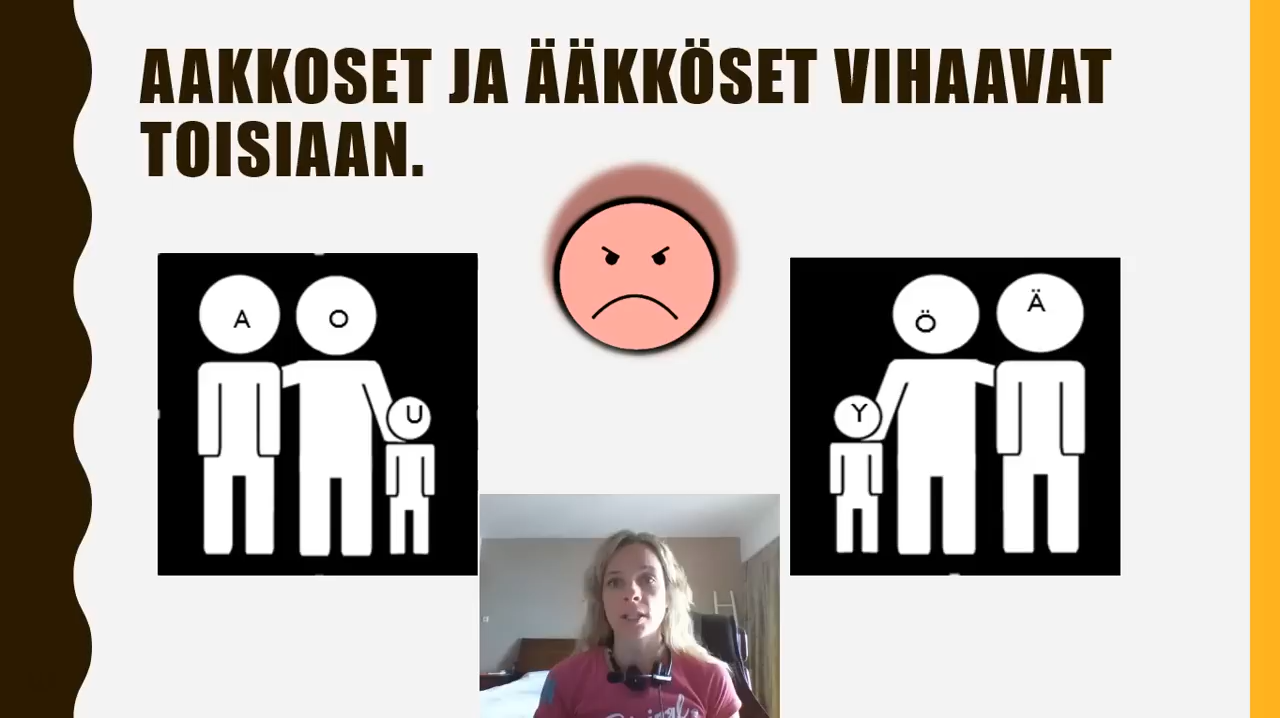 AAKKOSET JA ÄÄKKÖSET VIHAAVAT
TOISIAAN.
A
O
U
Y
Ö
Ä